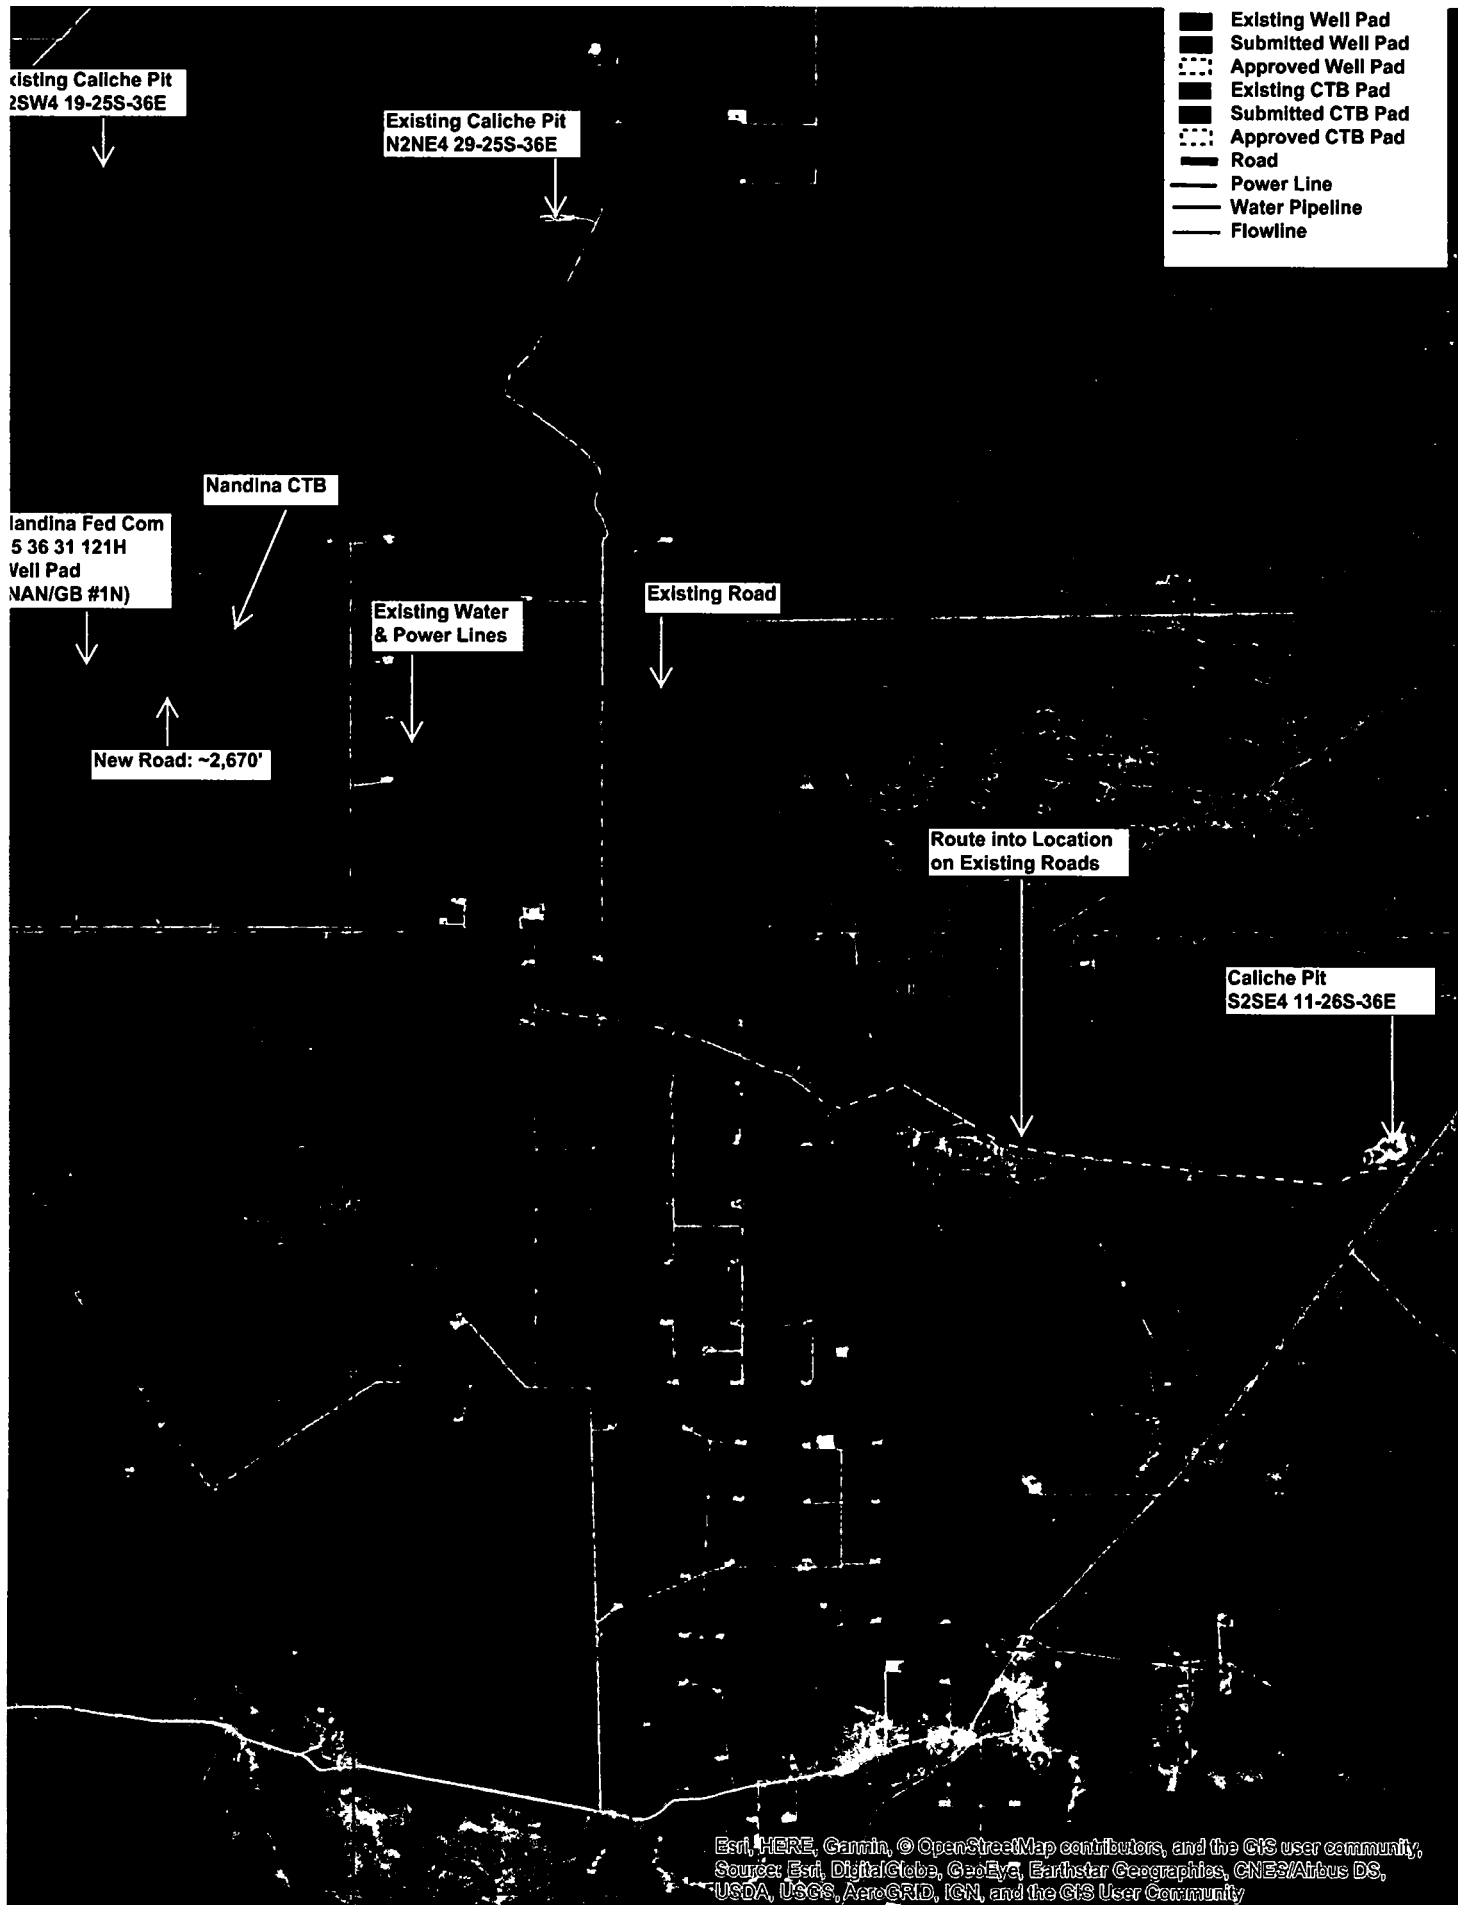 Existing Well Pad
Submitted Well Pad
Approved Well Pad
Existing CTB Pad
Submitted CTB Pad
Approved CTB Pad
Road
Power Line
Water Pipeline
Flowline
xisting Caliche Pit
2SW4 19-25S-36E
Existing Caliche Pit
N2NE4 29-25S-36E
Nandina CTB
landina Fed Com
5 36 31 121H
Well Pad
NAN/GB #1N)
Existing Water
& Power Lines
Existing Road
New Road: ~2,670'
Route into Location
on Existing Roads
Caliche Pit
S2SE4 11-26S-36E
Esri, HERE, Garmin, © OpenStreetMap contributors, and the GIS user community,
Source: Esri, DigitalGlobe, GeoEye, Earthstar Geographics, CNES/Airbus DS,
USDA, USGS, AeroGRID, IGN, and the GIS User Community